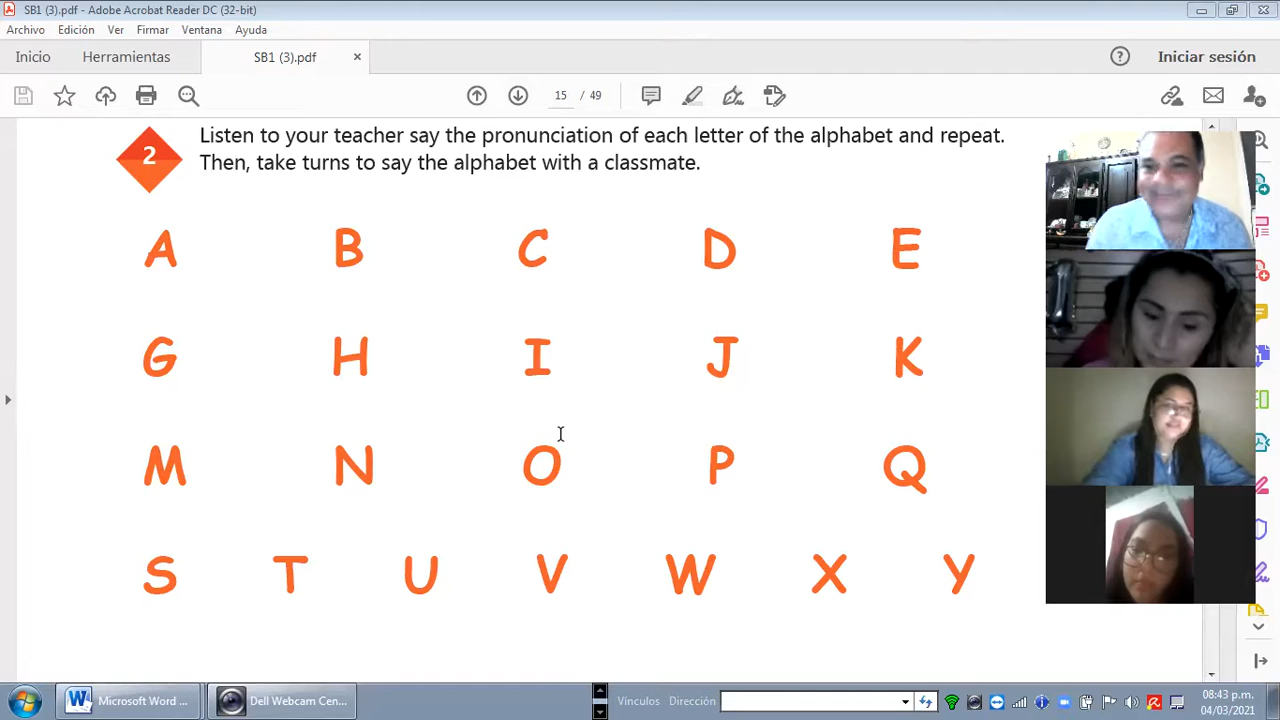 SB1 (3).pdf - Adobe Acrobat Reader DC (32-bit)
Archivo Edición Ver Firmar Ventana Ayuda
Inicio Herramientas SB1 (3).pdf × Iniciar sesión
15 / 49
2
Listen to your teacher say the pronunciation of each letter of the alphabet and repeat.
Then, take turns to say the alphabet with a classmate.
A B C D E
G H I J K
M N O P Q
S T U V W X Y
Microsoft Word ... Dell Webcam Cen... Vínculos Dirección 08:43 p.m.
04/03/2021